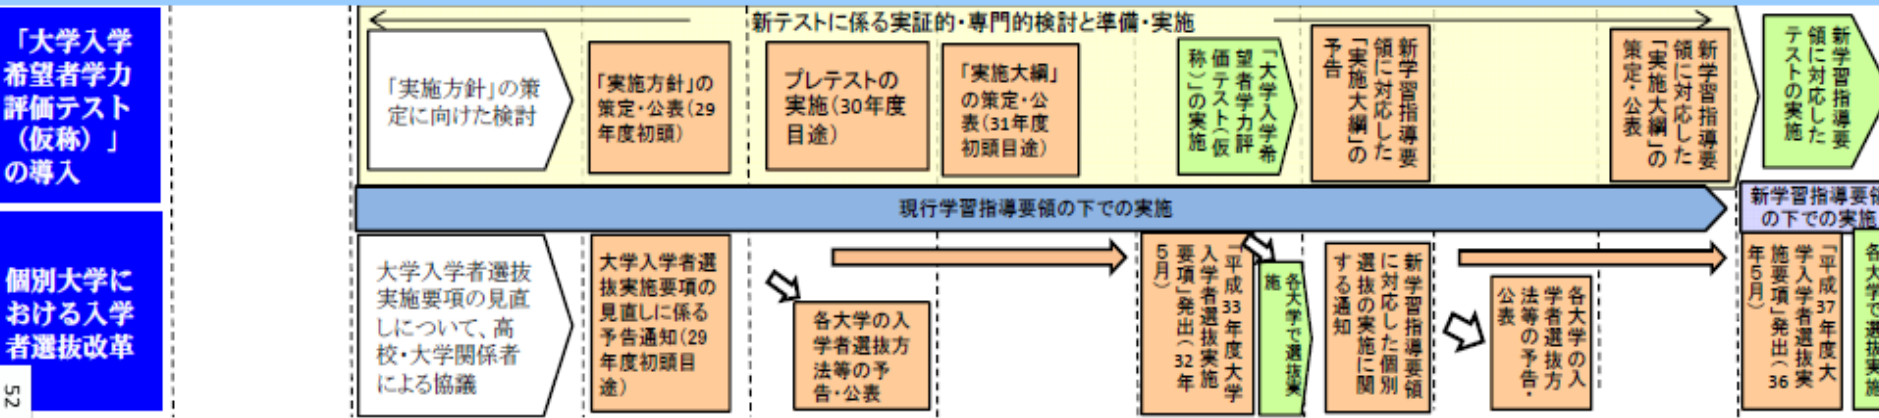 「大学入学
希望者学力
評価テスト
（仮称）」
の導入
新テストに係る実証的・専門的検討と準備・実施
「実施方針」の策
定に向けた検討
「実施方針」の
策定・公表（29
年度初頭）
プレテストの
実施（30年度
目途）
「実施大綱」
の策定・公
表（31年度
初頭目途）
「大学入学希
望者学力評
価テスト（仮
称）」の実施
新学習指導要
領に対応した
「実施大綱」の
予告
新学習指導要
領に対応した
「実施大綱」の
策定・公表
新学習指導要
領に対応した
テストの実施
現行学習指導要領の下での実施
新学習指導要領
の下での実施
個別大学に
おける入学
者選抜改革
大学入学者選抜
実施要項の見直
しについて、高
校・大学関係者
による協議
大学入学者選
抜実施要項の
見直しに係る
予告通知（29
年度初頭目
途）
各大学の入
学者選抜方
法等の予
告・公表
「平成33年度大学
入学者選抜実施
要項」発出（32年
5月）
各大学で選抜実
施
新学習指導要領
に対応した個別
選抜の実施に関
する通知
各大学の入
学者選抜方
法等の予告・
公表
「平成37年度大
学入学者選抜実
施要項」発出（36
年5月）
各大学で選抜実施
52